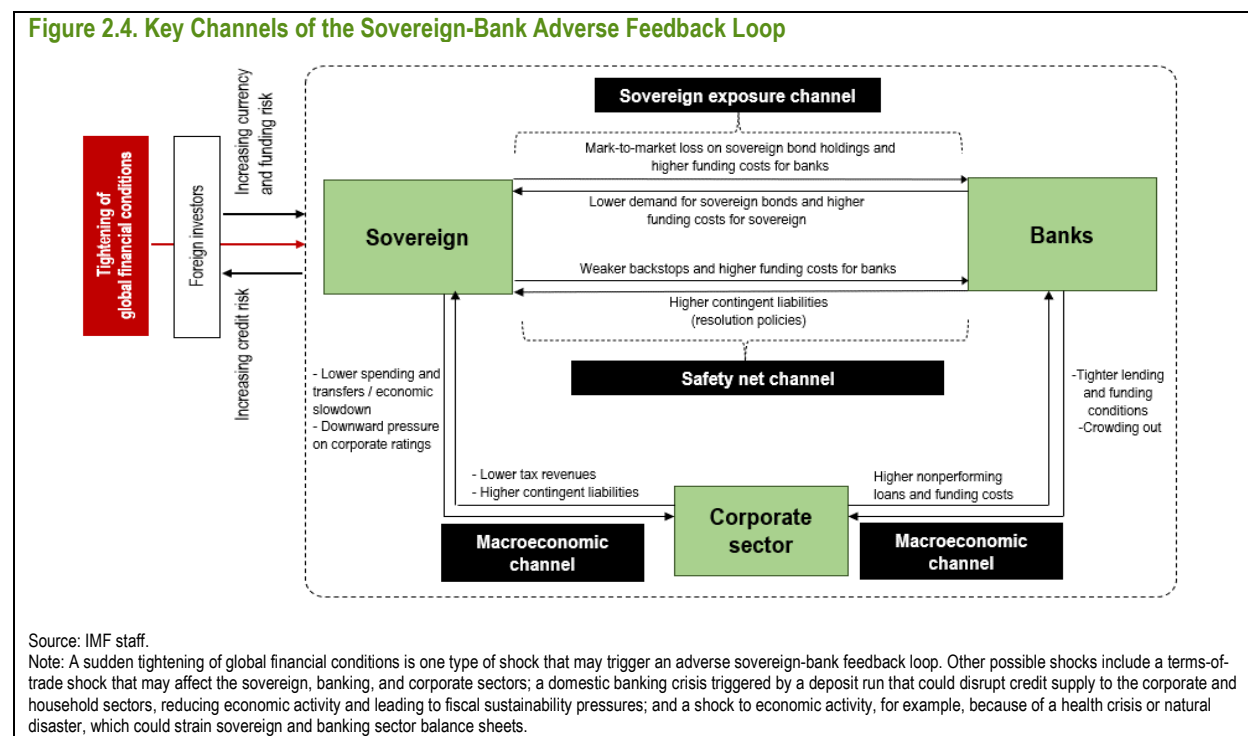 Figure 2.4. Key Channels of the Sovereign-Bank Adverse Feedback Loop
Tightening of
global financial conditions
Foreign investors
Increasing currency
and funding risk
Increasing credit risk
Sovereign exposure channel
Mark-to-market loss on sovereign bond holdings and
higher funding costs for banks
Lower demand for sovereign bonds and higher
funding costs for sovereign
Sovereign
Banks
Weaker backstops and higher funding costs for banks
Higher contingent liabilities
(resolution policies)
Safety net channel
- Lower spending and
transfers / economic
slowdown
- Downward pressure
on corporate ratings
-Tighter lending
and funding
conditions
-Crowding out
- Lower tax revenues
- Higher contingent liabilities
Higher nonperforming
loans and funding costs
Corporate
sector
Macroeconomic
channel
Macroeconomic
channel
Source: IMF staff.
Note: A sudden tightening of global financial conditions is one type of shock that may trigger an adverse sovereign-bank feedback loop. Other possible shocks include a terms-of-
trade shock that may affect the sovereign, banking, and corporate sectors; a domestic banking crisis triggered by a deposit run that could disrupt credit supply to the corporate and
household sectors, reducing economic activity and leading to fiscal sustainability pressures; and a shock to economic activity, for example, because of a health crisis or natural
disaster, which could strain sovereign and banking sector balance sheets.